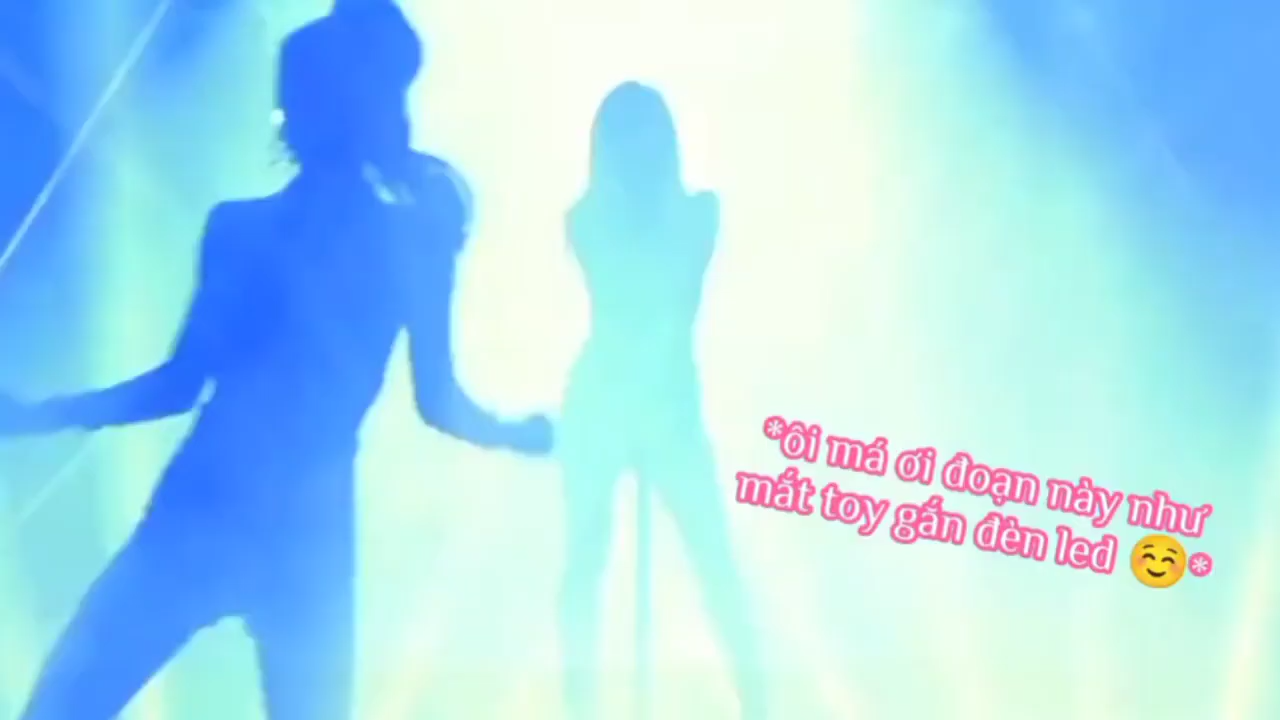 *ôi má ơi đoạn này như
mắt toy gắn đèn led ☺️*